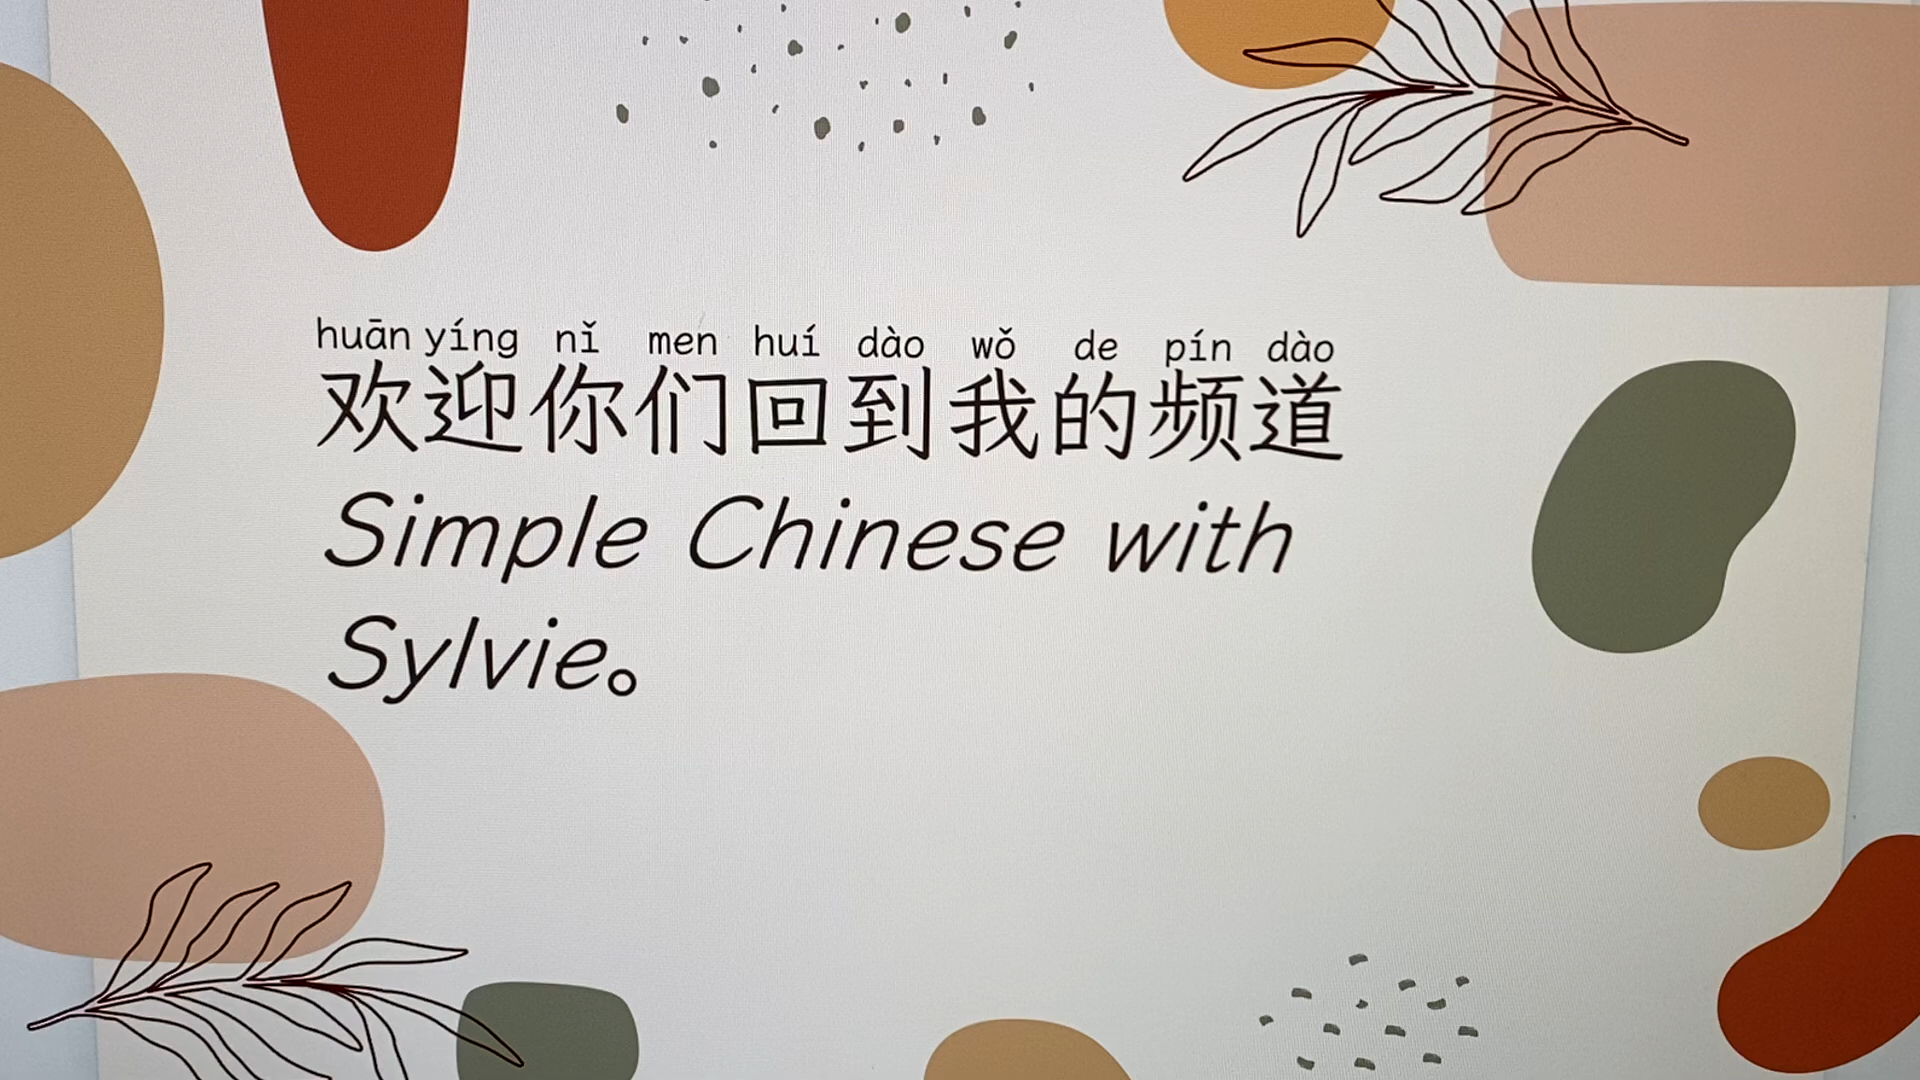 huān yíng nǐ men huí dào wǒ de pín dào
欢迎你们回到我的频道
Simple Chinese with
Sylvie。